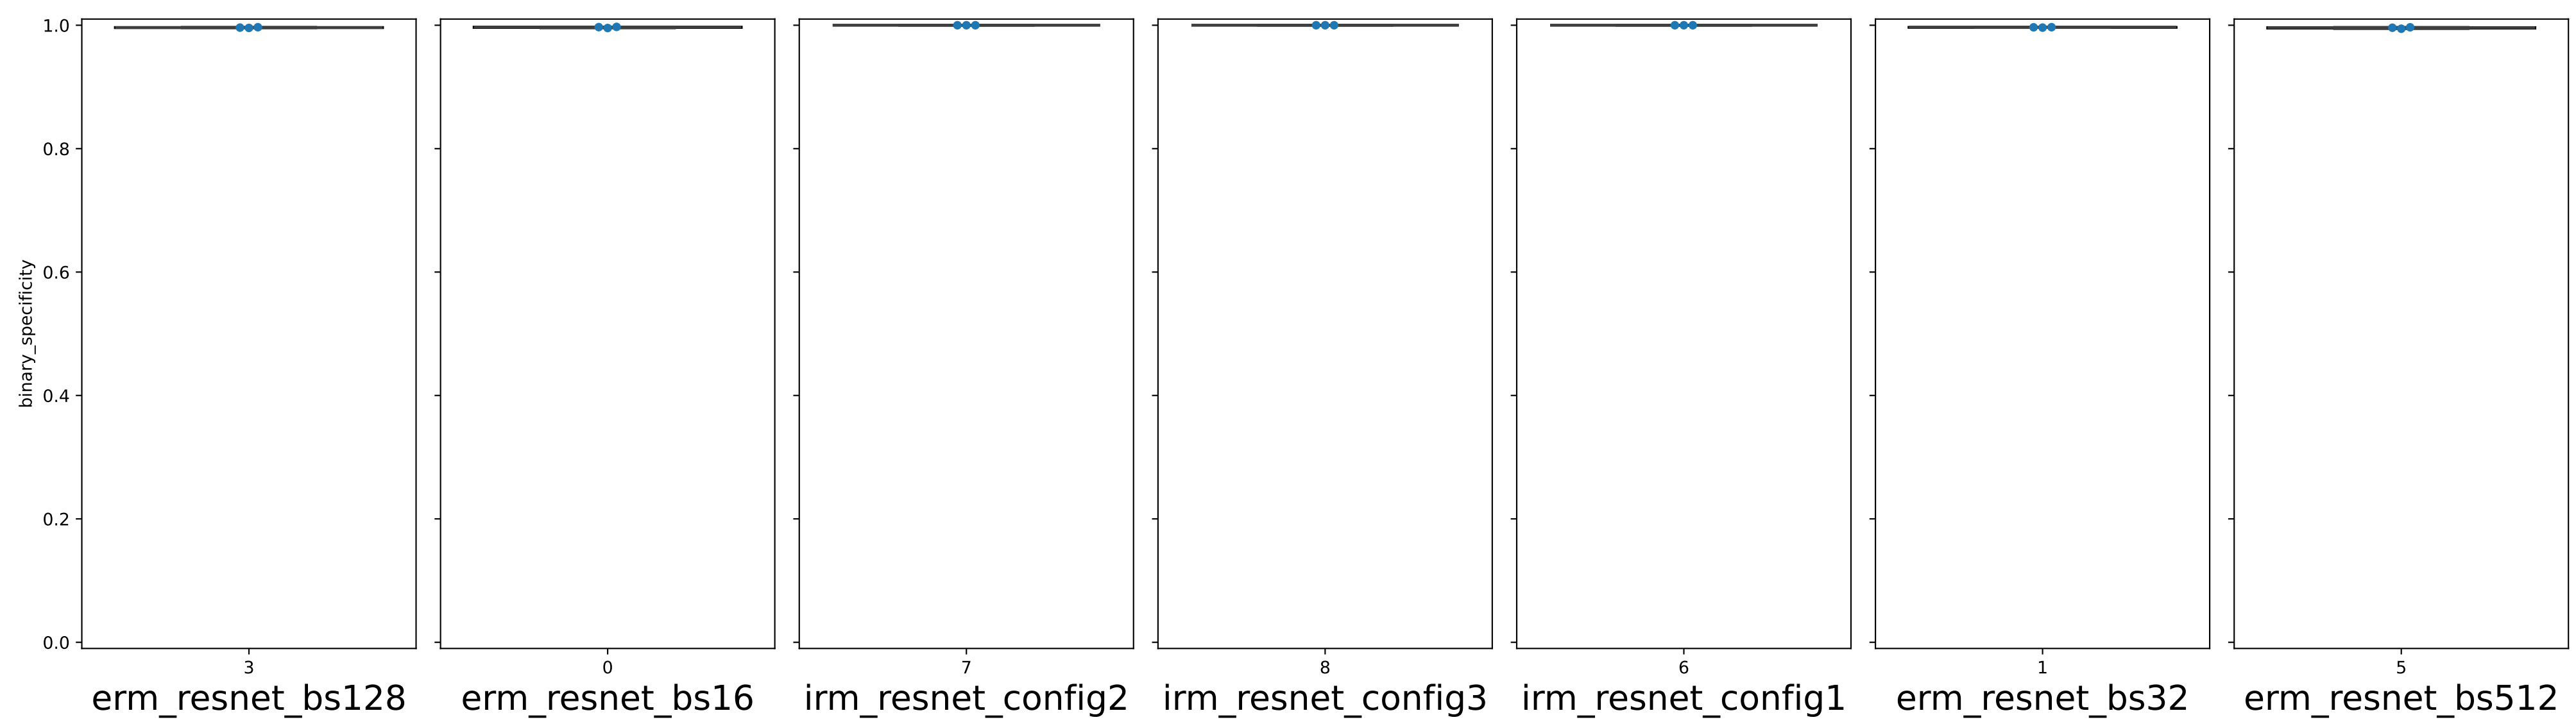 binary_specificity
1.0
0.8
0.6
0.4
0.2
0.0
3
erm_resnet_bs128
0
erm_resnet_bs16
7
irm_resnet_config2
8
irm_resnet_config3
6
irm_resnet_config1
1
erm_resnet_bs32
5
erm_resnet_bs512